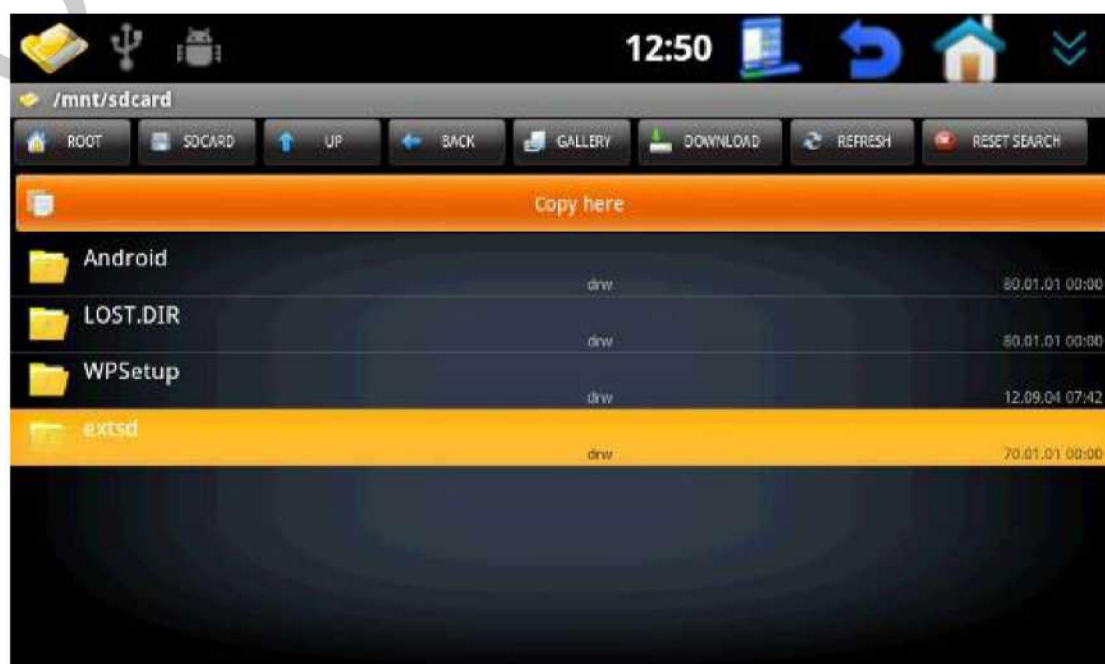 12:50
/mnt/sdcard
ROOT SDCARD UP BACK GALLERY DOWNLOAD REFRESH RESET SEARCH
Copy here
Android
drw 80.01.01 00:00
LOST.DIR
drw 80.01.01 00:00
WPSetup
drw 12.09.04 07:42
extsd
drw 70.01.01 00:00